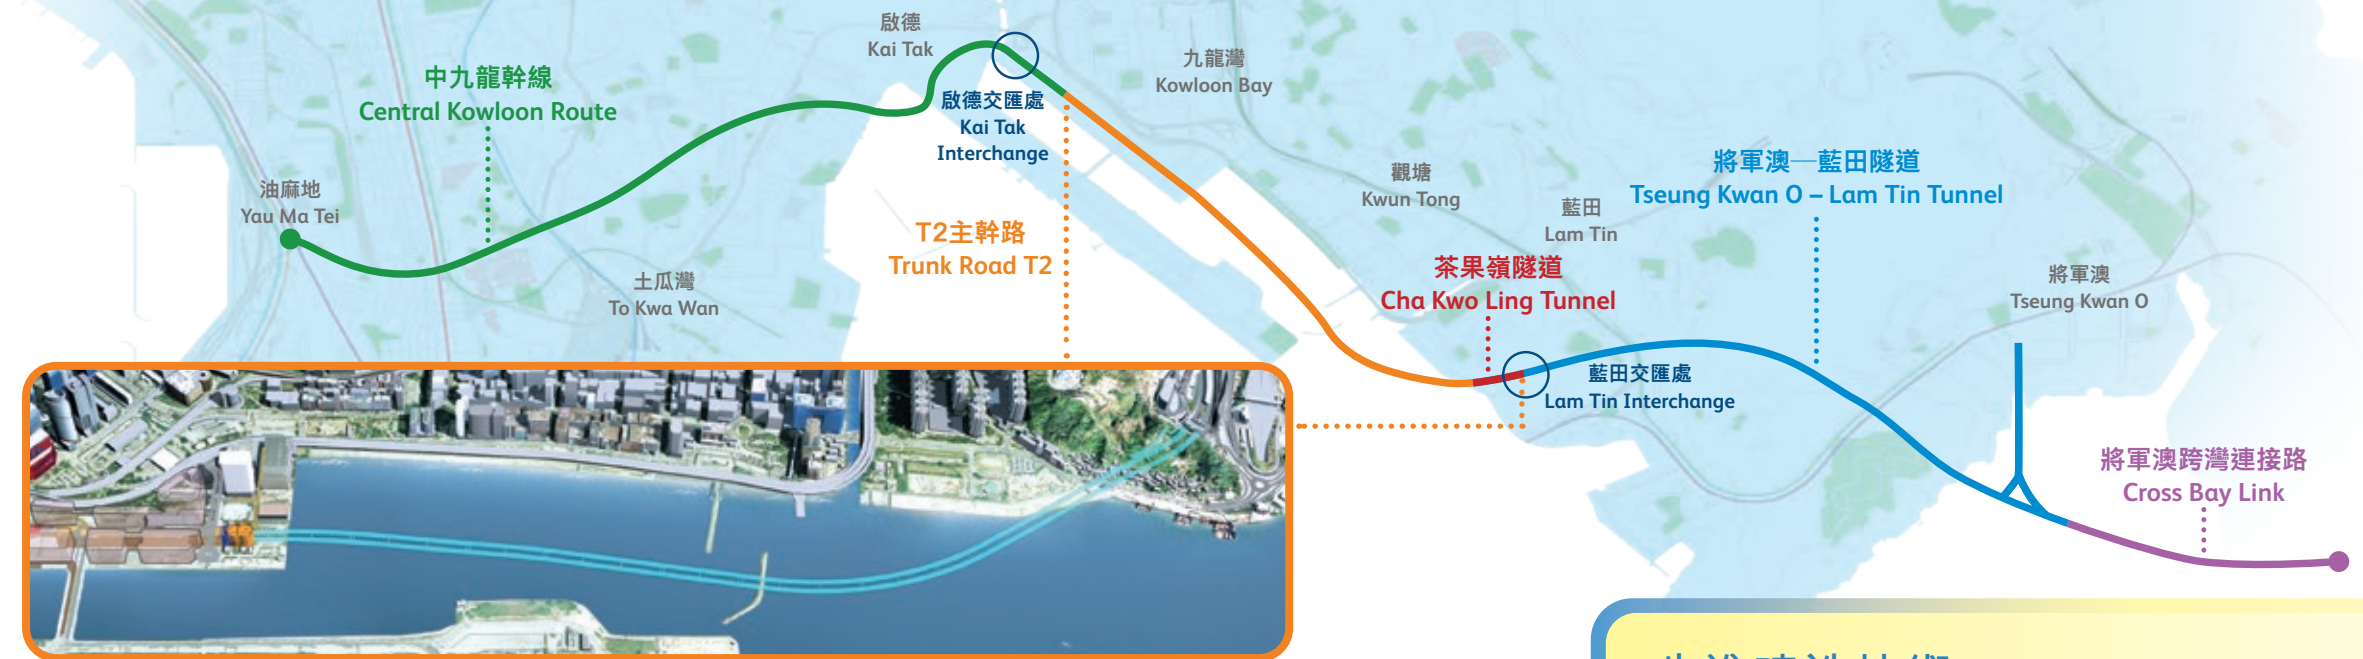 啟德
Kai Tak
九龍灣
Kowloon Bay
中九龍幹線
Central Kowloon Route
啟德交匯處
Kai Tak
Interchange
油麻地
Yau Ma Tei
觀塘
Kwun Tong
將軍澳—藍田隧道
Tseung Kwan O – Lam Tin Tunnel
藍田
Lam Tin
T2主幹路
Trunk Road T2
土瓜灣
To Kwa Wan
茶果嶺隧道
Cha Kwo Ling Tunnel
將軍澳
Tseung Kwan O
藍田交匯處
Lam Tin Interchange
將軍澳跨灣連接路
Cross Bay Link